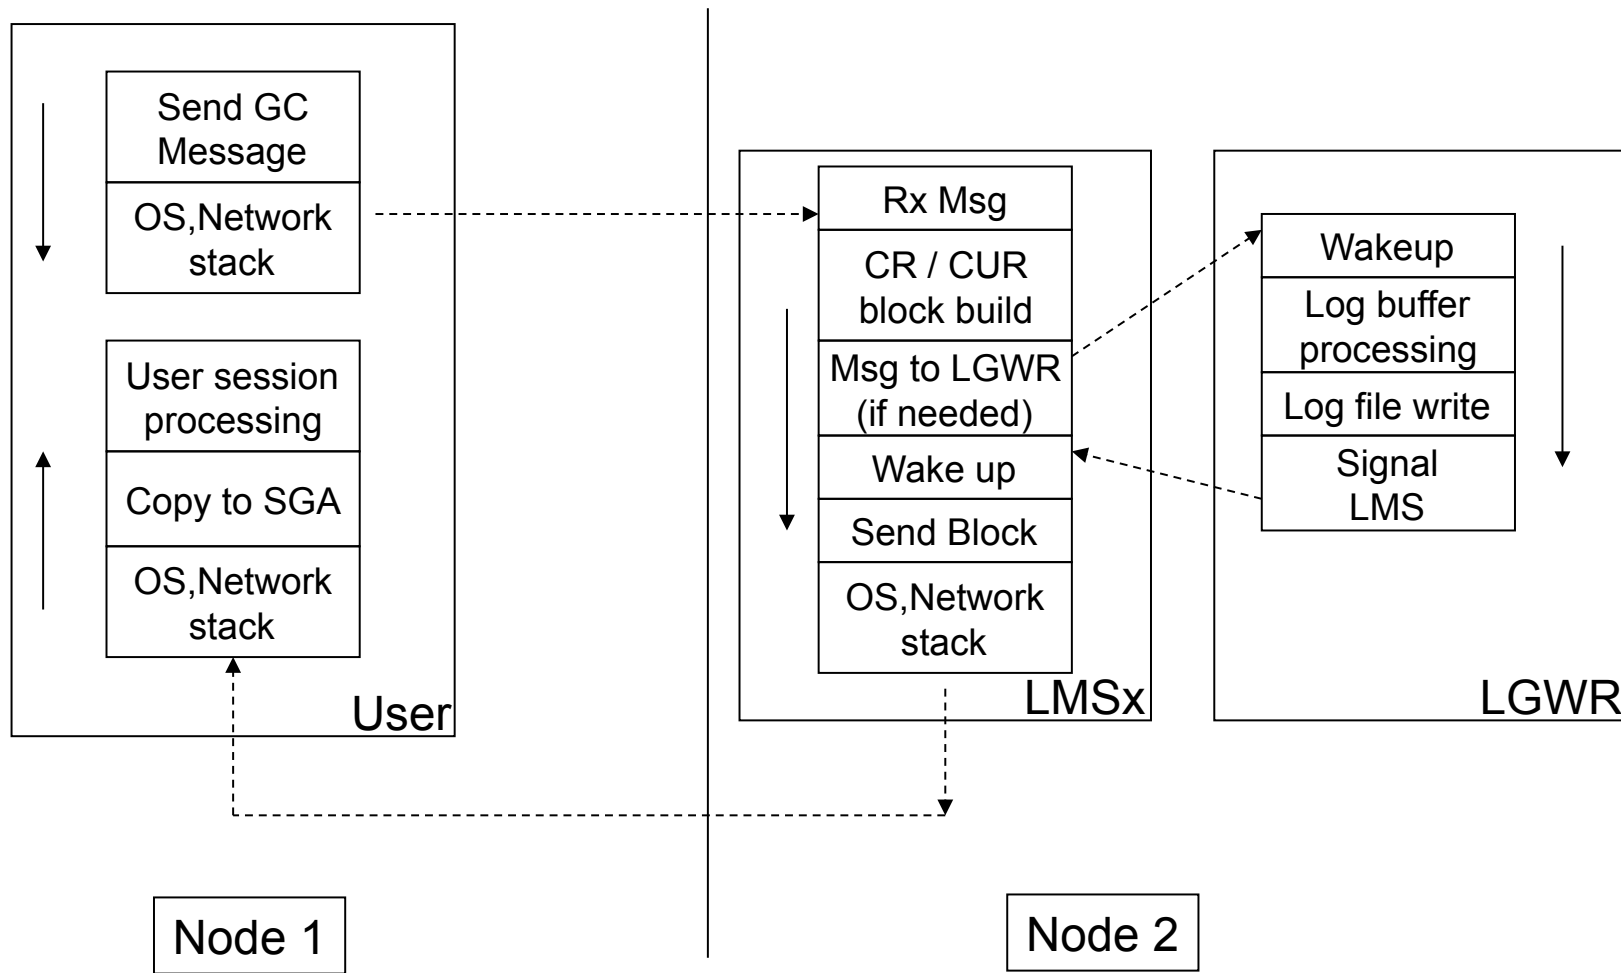 Send GC
Message
OS,Network
stack
User session
processing
Copy to SGA
OS,Network
stack
User
Rx Msg
CR / CUR
block build
Msg to LGWR
(if needed)
Wake up
Send Block
OS,Network
stack
LMSx
Wakeup
Log buffer
processing
Log file write
Signal
LMS
LGWR
Node 1
Node 2